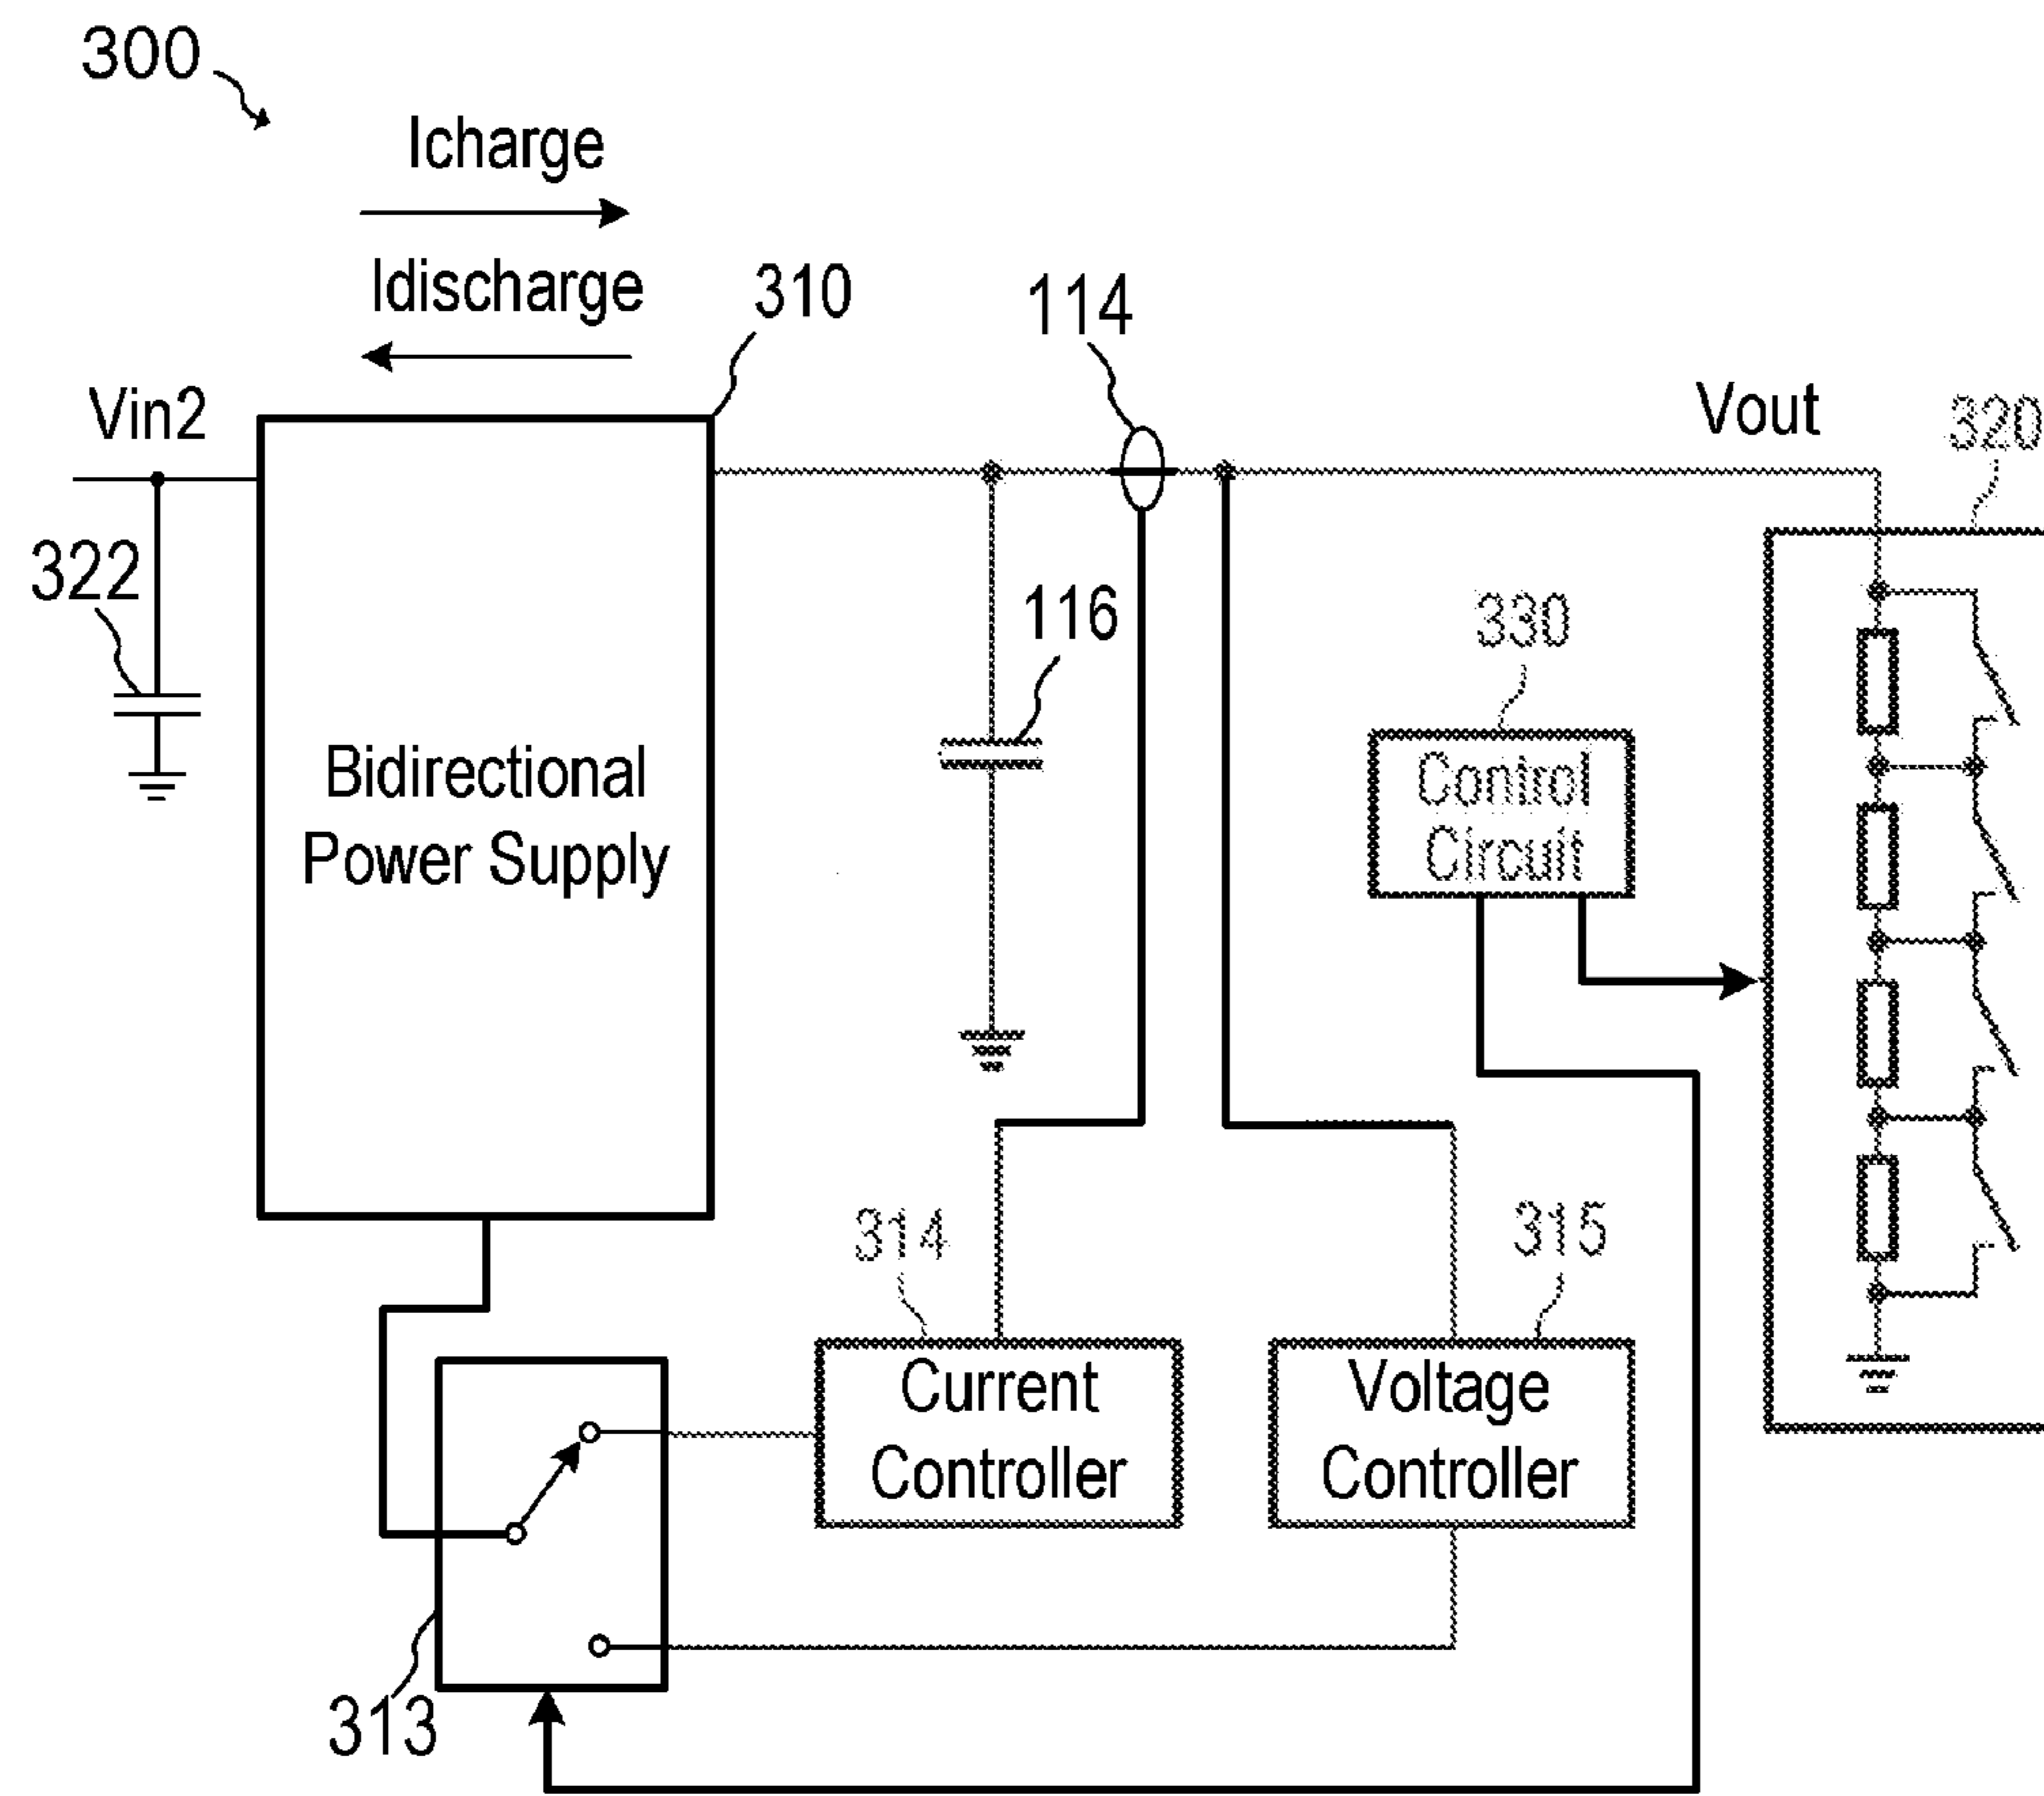 300
Icharge
Idischarge
310
114
Vin2
Vout
320
322
116
330
Bidirectional
Power Supply
Control
Circuit
314
315
Current
Controller
Voltage
Controller
313